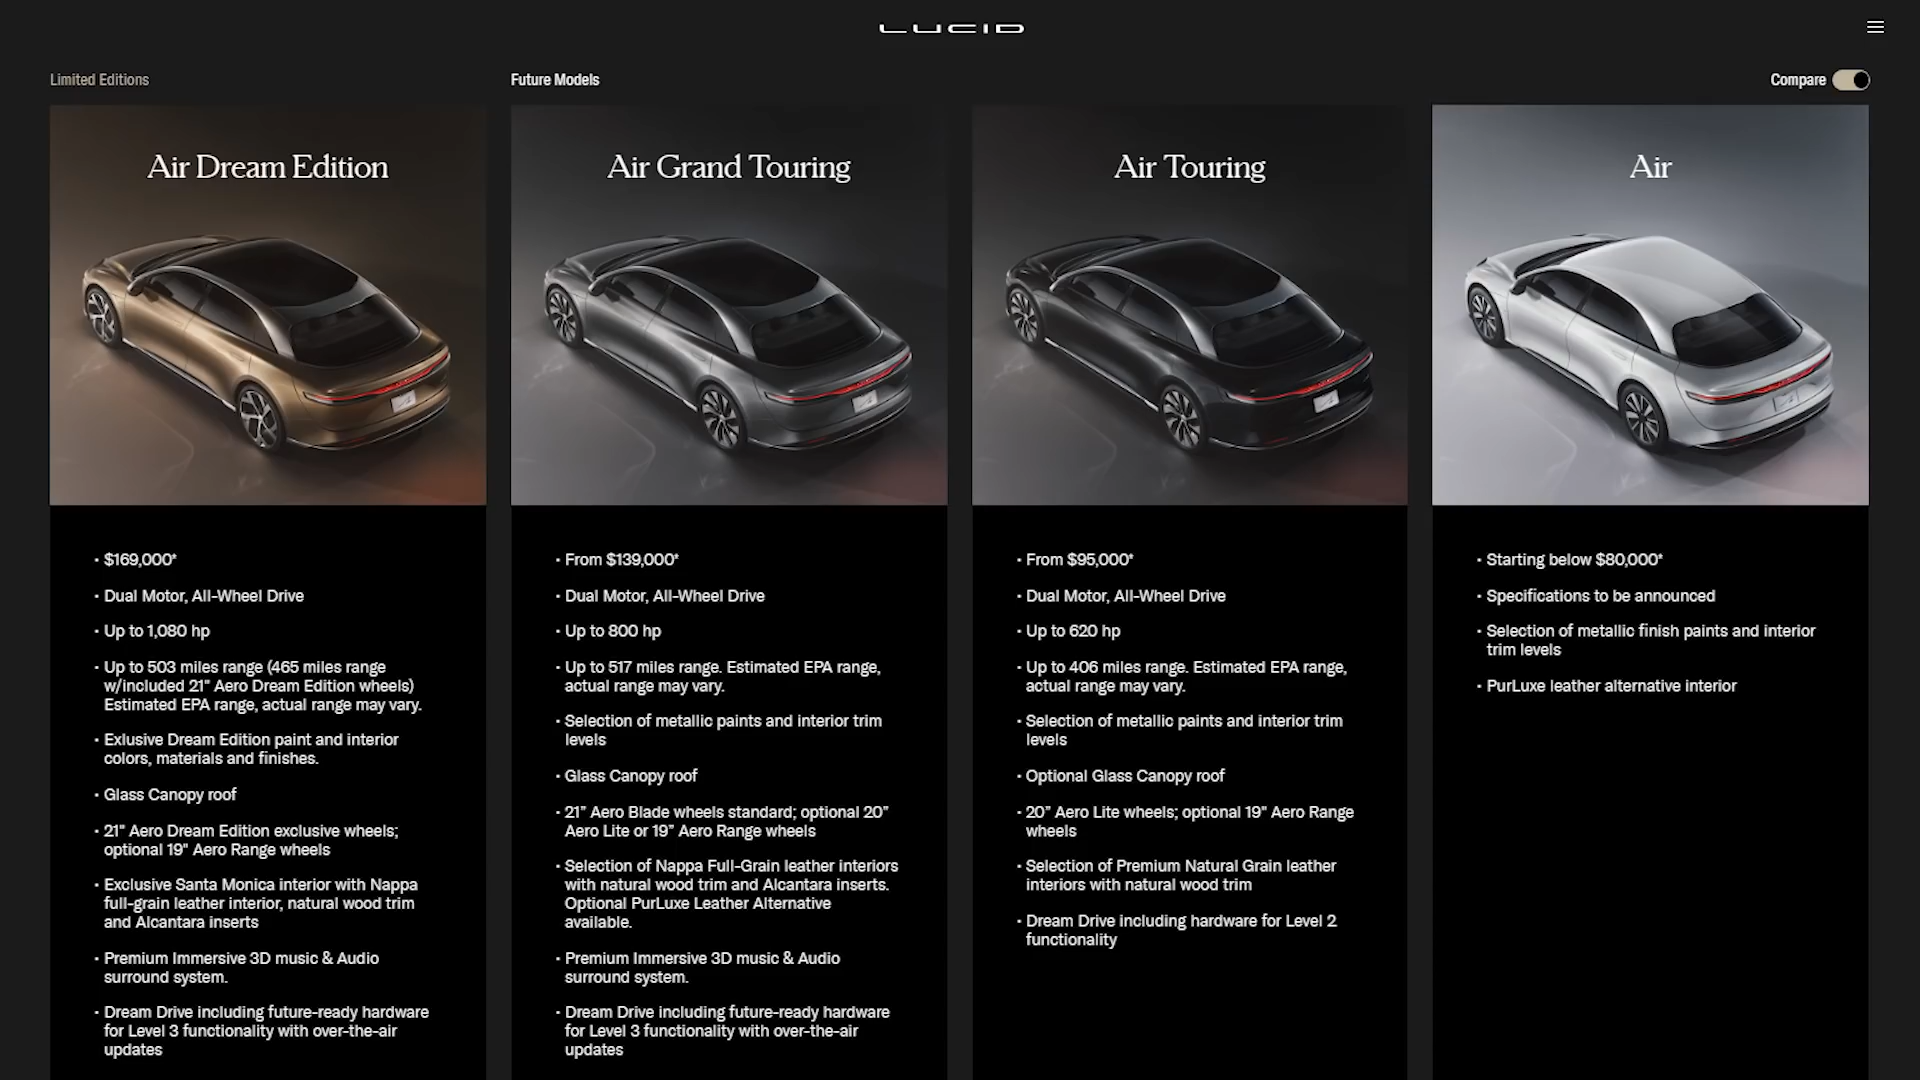 LUCID
Limited Editions
Future Models
Compare
Air Dream Edition
• $169,000*
• Dual Motor, All-Wheel Drive
• Up to 1,080 hp
• Up to 503 miles range (465 miles range
w/included 21" Aero Dream Edition wheels)
Estimated EPA range, actual range may vary.
• Exlusive Dream Edition paint and interior
colors, materials and finishes.
• Glass Canopy roof
• 21" Aero Dream Edition exclusive wheels;
optional 19" Aero Range wheels
• Exclusive Santa Monica interior with Nappa
full-grain leather interior, natural wood trim
and Alcantara inserts
• Premium Immersive 3D music & Audio
surround system.
• Dream Drive including future-ready hardware
for Level 3 functionality with over-the-air
updates
Air Grand Touring
• From $139,000*
• Dual Motor, All-Wheel Drive
• Up to 800 hp
• Up to 517 miles range. Estimated EPA range,
actual range may vary.
• Selection of metallic paints and interior trim
levels
• Glass Canopy roof
• 21” Aero Blade wheels standard; optional 20”
Aero Lite or 19” Aero Range wheels
• Selection of Nappa Full-Grain leather interiors
with natural wood trim and Alcantara inserts.
Optional PurLuxe Leather Alternative
available.
• Premium Immersive 3D music & Audio
surround system.
• Dream Drive including future-ready hardware
for Level 3 functionality with over-the-air
updates
Air Touring
• From $95,000*
• Dual Motor, All-Wheel Drive
• Up to 620 hp
• Up to 406 miles range. Estimated EPA range,
actual range may vary.
• Selection of metallic paints and interior trim
levels
• Optional Glass Canopy roof
• 20” Aero Lite wheels; optional 19" Aero Range
wheels
• Selection of Premium Natural Grain leather
interiors with natural wood trim
• Dream Drive including hardware for Level 2
functionality
Air
• Starting below $80,000*
• Specifications to be announced
• Selection of metallic finish paints and interior
trim levels
• PurLuxe leather alternative interior